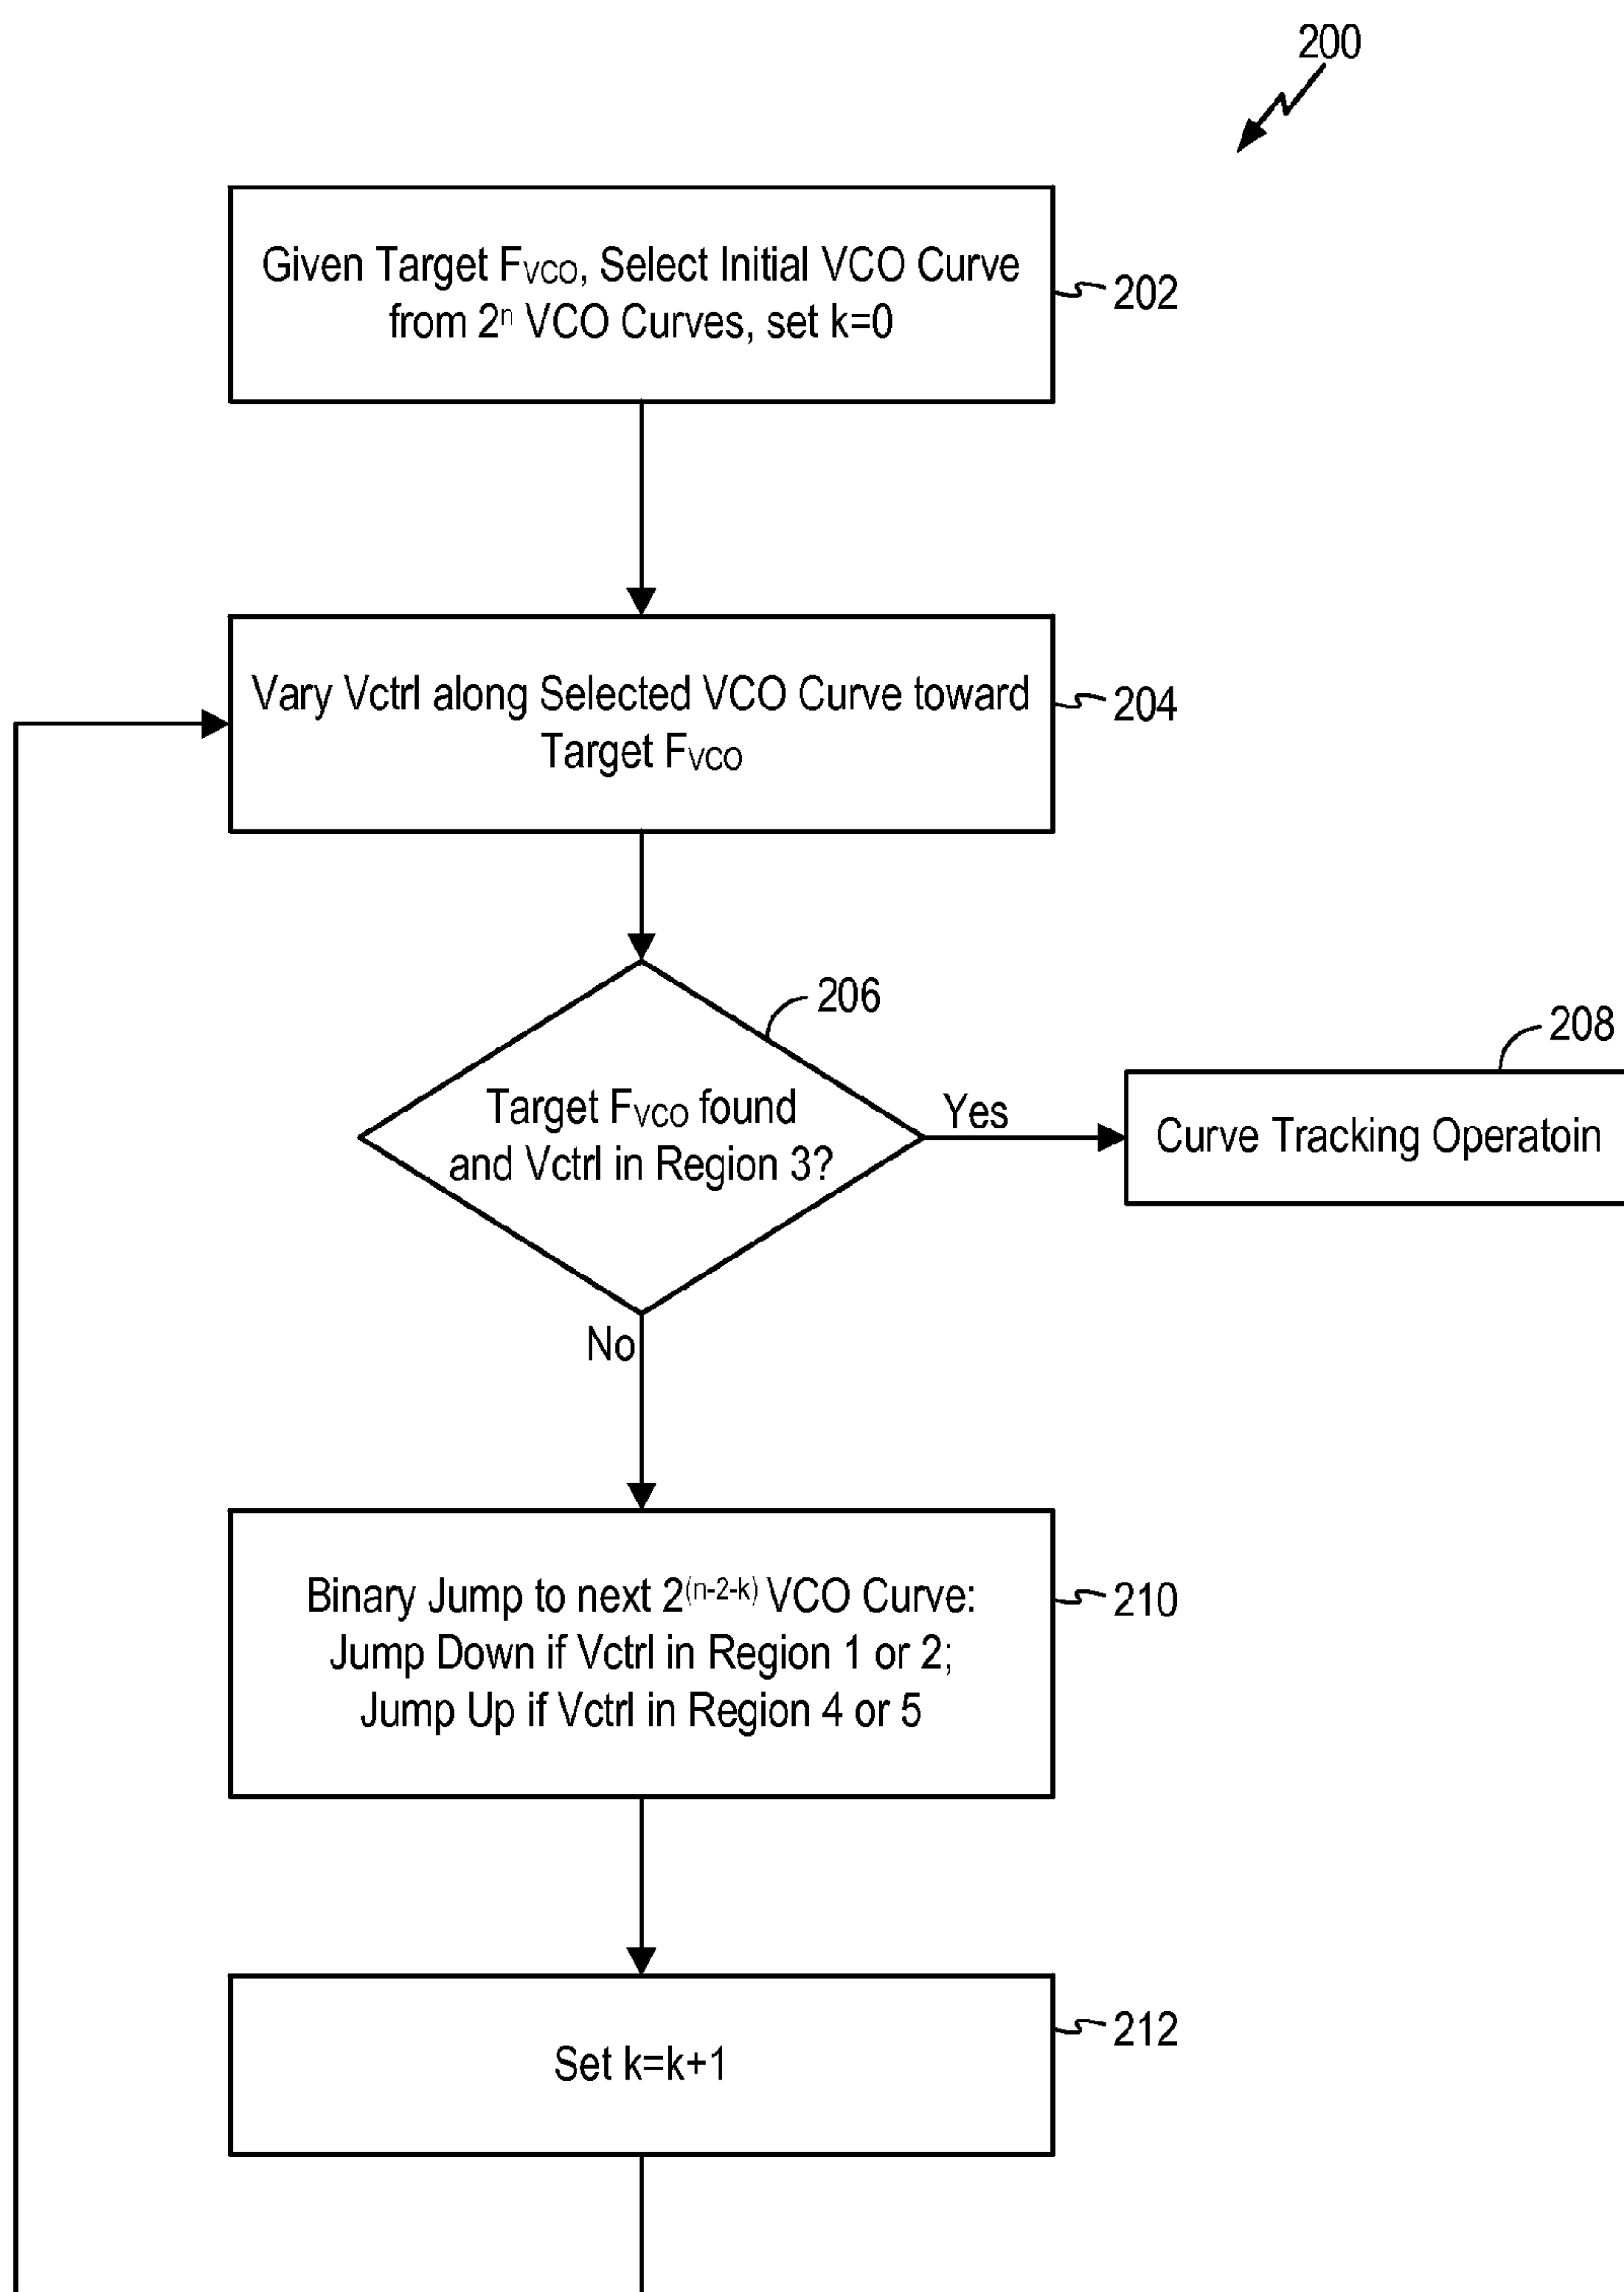 200
Given Target FVCO, Select Initial VCO Curve
from 2ⁿ VCO Curves, set k=0
202
Vary Vctrl along Selected VCO Curve toward
Target FVCO
204
206
Target FVCO found
and Vctrl in Region 3?
Yes
208
Curve Tracking Operatoin
No
Binary Jump to next 2⁽ⁿ⁻²⁻ᵏ⁾ VCO Curve:
Jump Down if Vctrl in Region 1 or 2;
Jump Up if Vctrl in Region 4 or 5
210
Set k=k+1
212